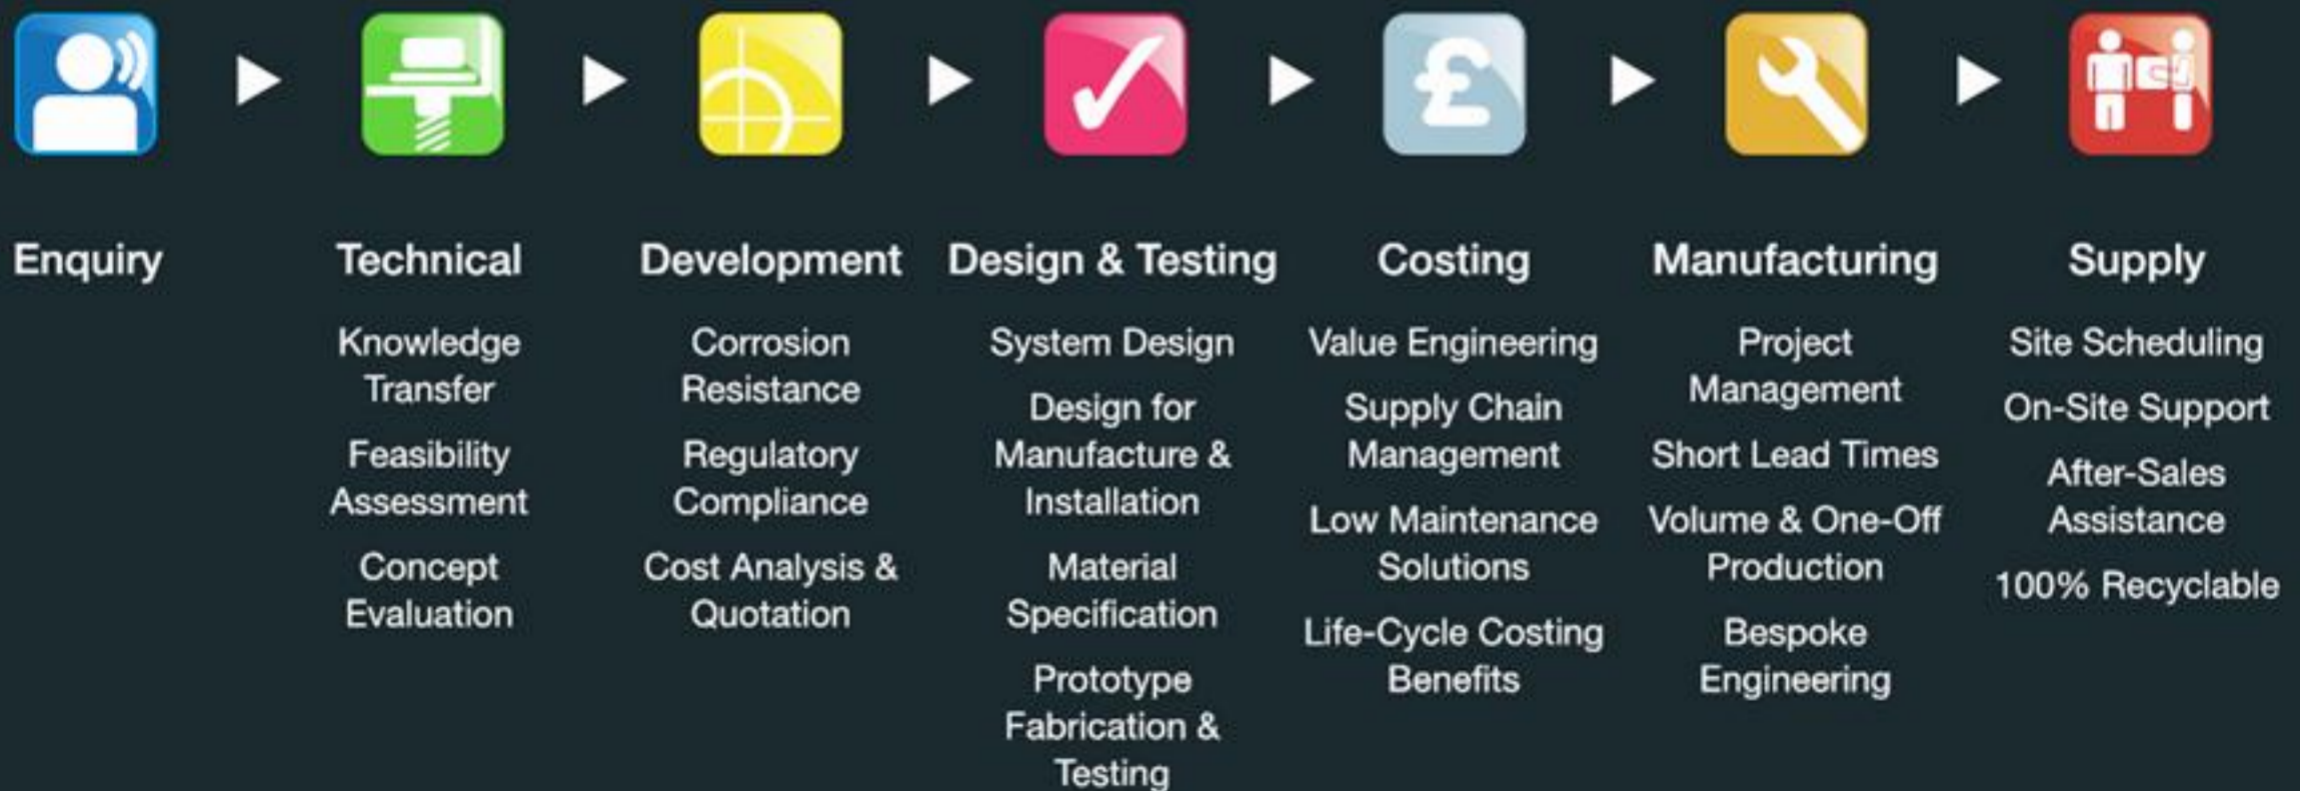 £
Enquiry
Technical
Knowledge
Transfer
Feasibility
Assessment
Concept
Evaluation
Development
Corrosion
Resistance
Regulatory
Compliance
Cost Analysis &
Quotation
Design & Testing
System Design
Design for
Manufacture &
Installation
Material
Specification
Prototype
Fabrication &
Testing
Costing
Value Engineering
Supply Chain
Management
Low Maintenance
Solutions
Life-Cycle Costing
Benefits
Manufacturing
Project
Management
Short Lead Times
Volume & One-Off
Production
Bespoke
Engineering
Supply
Site Scheduling
On-Site Support
After-Sales
Assistance
100% Recyclable